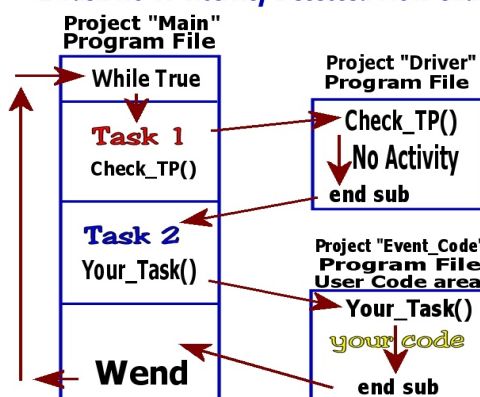 Project "Main"
Program File
While True
Task 1
Check_TP()
Task 2
Your_Task()
Wend
Project "Driver"
Program File
Check_TP()
No Activity
end sub
Project "Event_Code"
Program File
User Code area
Your_Task()
your code
end sub